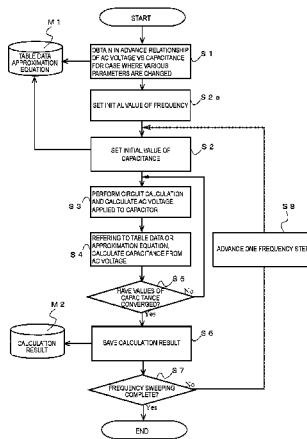 START
M 1
TABLE DATA
APPROXIMATION
EQUATION
S 1
OBTAIN IN ADVANCE RELATIONSHIP
OF AC VOLTAGE VS CAPACITANCE
FOR CASE WHERE VARIOUS
PARAMETERS ARE CHANGED
S 2 a
SET INITIAL VALUE OF FREQUENCY
S 2
SET INITIAL VALUE OF
CAPACITANCE
S 3
PERFORM CIRCUIT CALCULATION
AND CALCULATE AC VOLTAGE
APPLIED TO CAPACITOR
S 8
ADVANCE ONE FREQUENCY STEP
S 4
REFERRING TO TABLE DATA OR
APPROXIMATION EQUATION,
CALCULATE CAPACITANCE FROM
AC VOLTAGE
S 5
HAVE VALUES OF
CAPACITANCE
CONVERGED?
No
Yes
M 2
CALCULATION
RESULT
S 6
SAVE CALCULATION RESULT
S 7
FREQUENCY SWEEPING
COMPLETE?
No
Yes
END